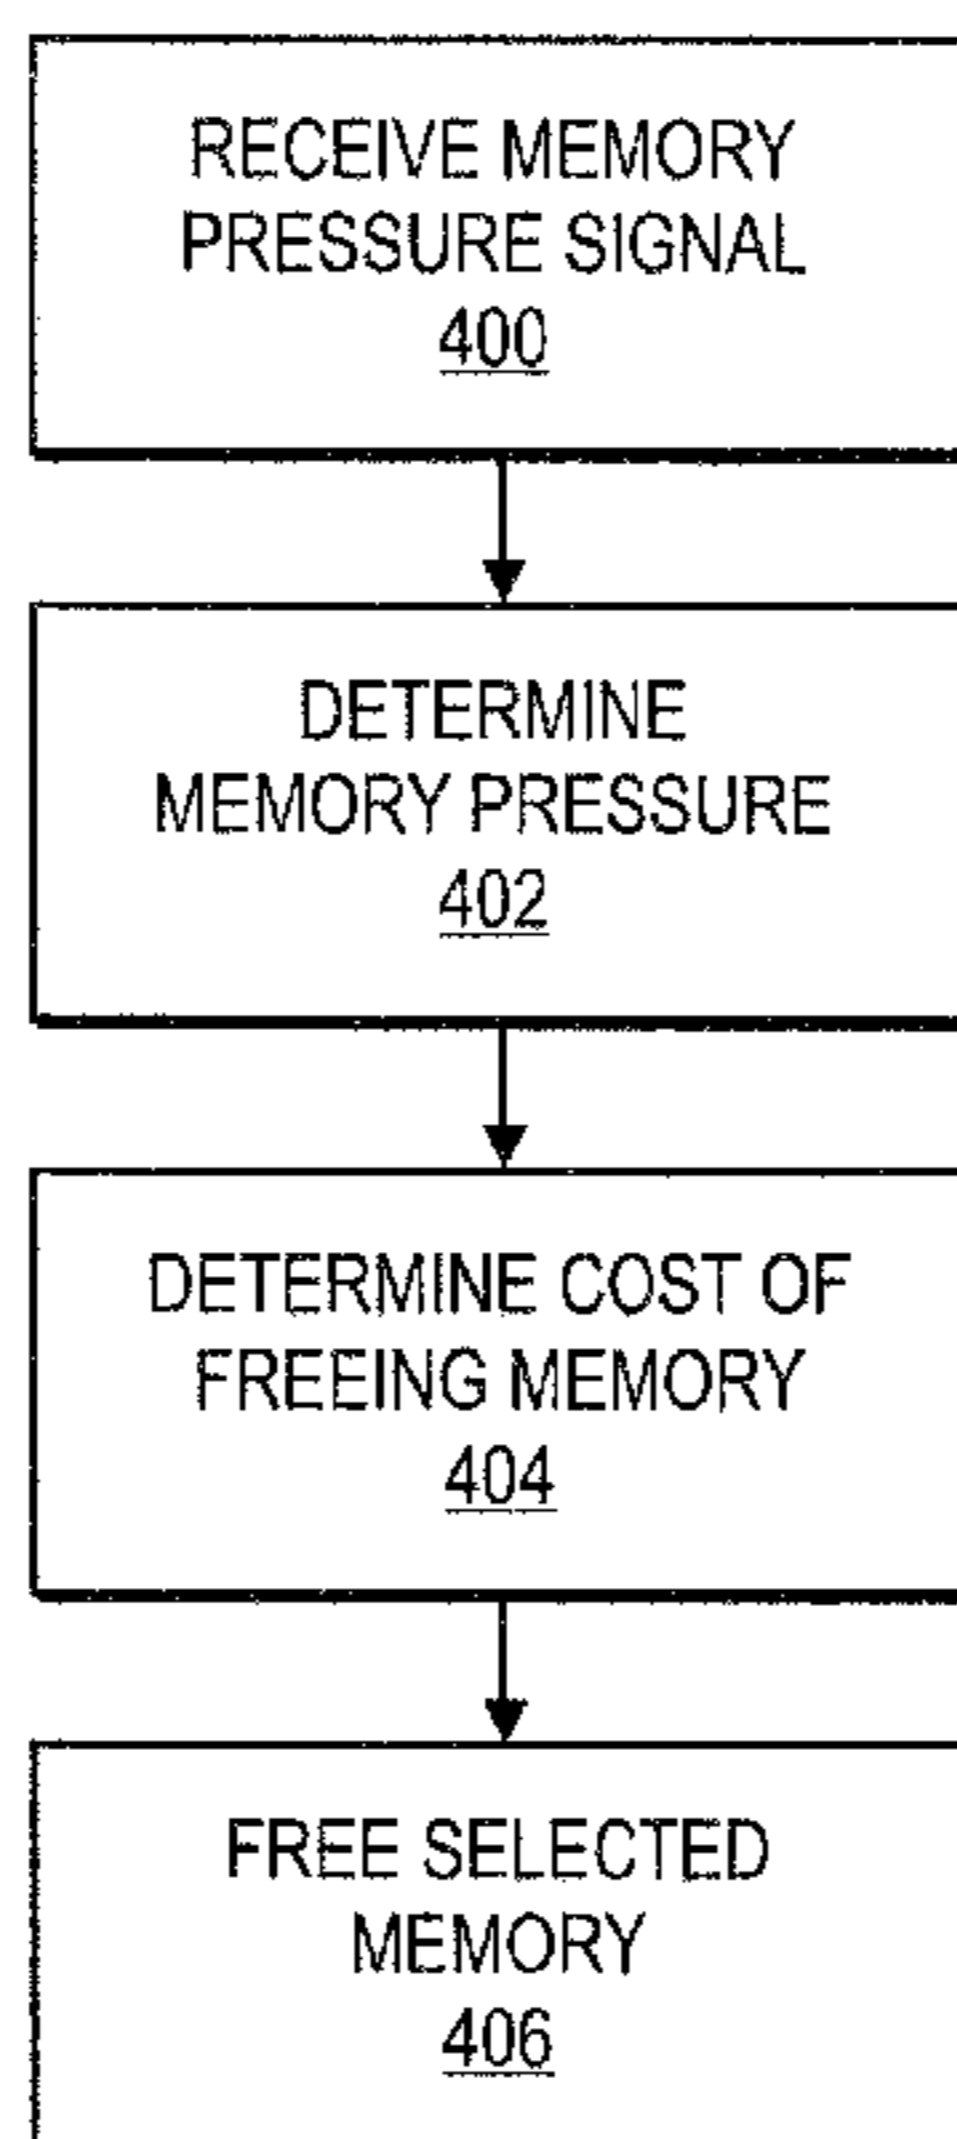 RECEIVE MEMORY
PRESSURE SIGNAL
400
DETERMINE
MEMORY PRESSURE
402
DETERMINE COST OF
FREEING MEMORY
404
FREE SELECTED
MEMORY
406